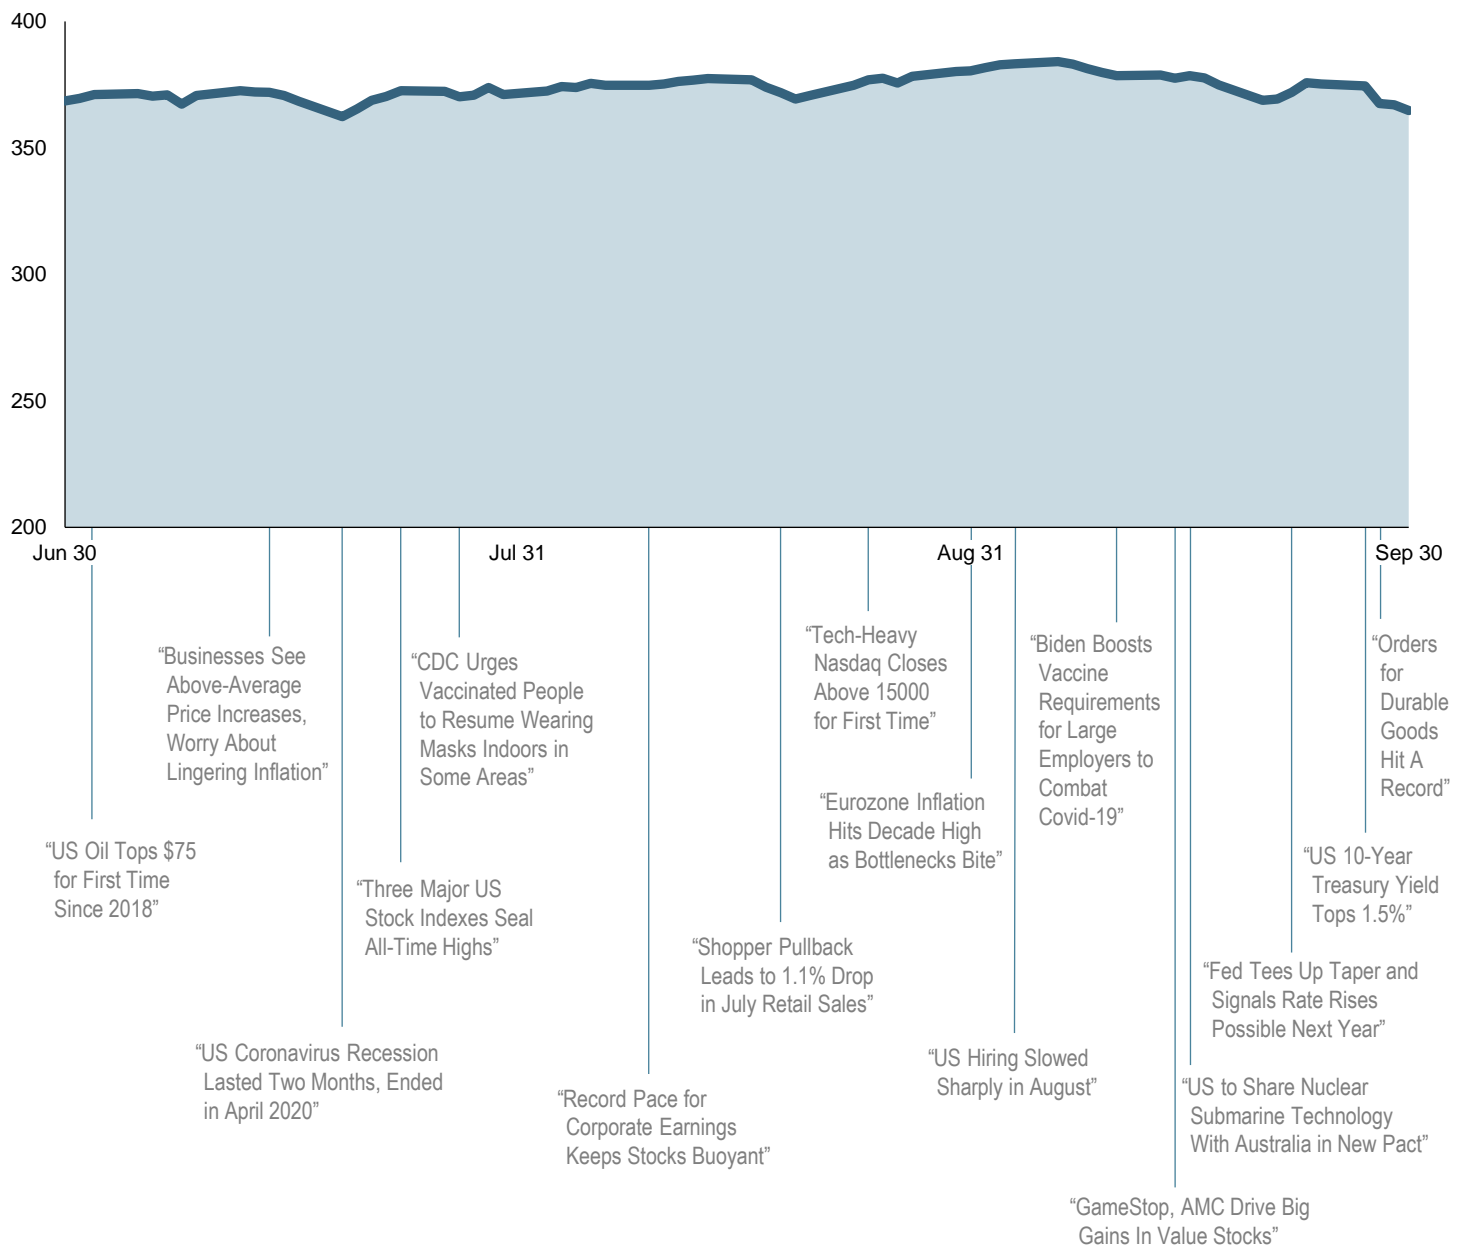 400
350
300
250
200
Jun 30
Jul 31
Aug 31
Sep 30
“Businesses See
Above-Average
Price Increases,
Worry About
Lingering Inflation”
“CDC Urges
Vaccinated People
to Resume Wearing
Masks Indoors in
Some Areas”
“Tech-Heavy
Nasdaq Closes
Above 15000
for First Time”
“Biden Boosts
Vaccine
Requirements
for Large
Employers to
Combat
Covid-19”
“Orders
for
Durable
Goods
Hit A
Record”
“US Oil Tops $75
for First Time
Since 2018”
“Three Major US
Stock Indexes Seal
All-Time Highs”
“Eurozone Inflation
Hits Decade High
as Bottlenecks Bite”
“US 10-Year
Treasury Yield
Tops 1.5%”
“Shopper Pullback
Leads to 1.1% Drop
in July Retail Sales”
“Fed Tees Up Taper and
Signals Rate Rises
Possible Next Year”
“US Coronavirus Recession
Lasted Two Months, Ended
in April 2020”
“Record Pace for
Corporate Earnings
Keeps Stocks Buoyant”
“US Hiring Slowed
Sharply in August”
“US to Share Nuclear
Submarine Technology
With Australia in New Pact”
“GameStop, AMC Drive Big
Gains In Value Stocks”